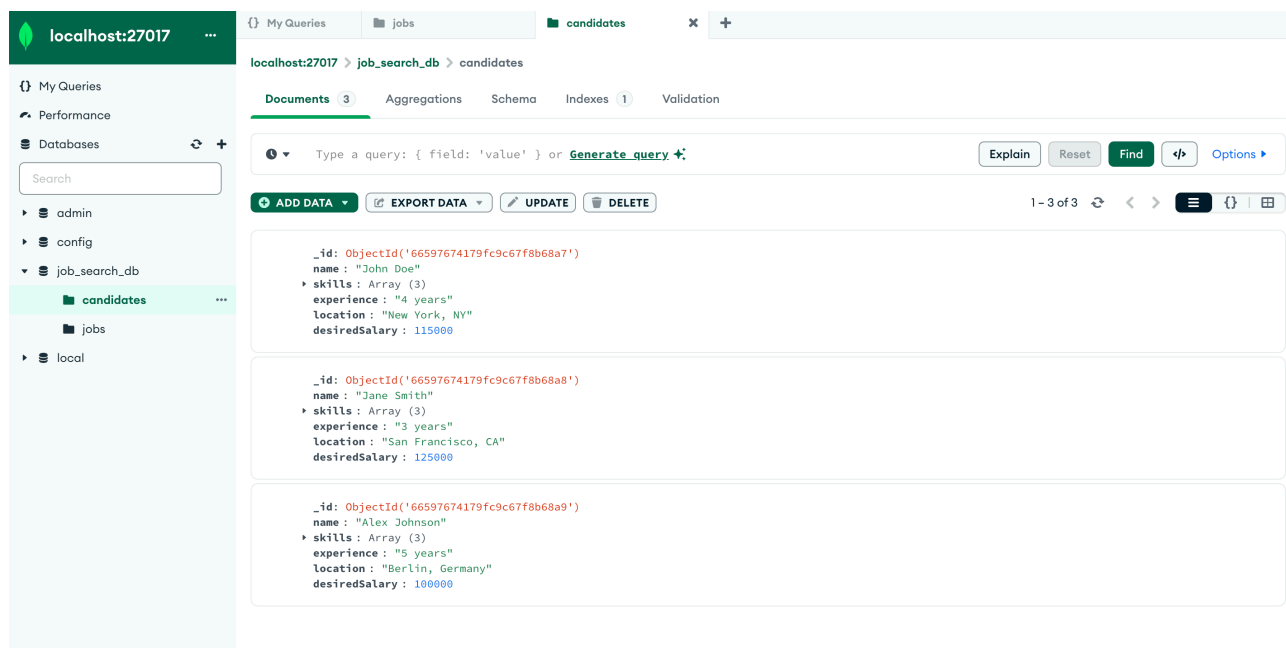 localhost:27017 ...
{} My Queries
jobs
candidates
localhost:27017 > job_search_db > candidates
{} My Queries
Performance
Databases
Search
admin
config
job_search_db
candidates ...
jobs
local
Documents 3 Aggregations Schema Indexes 1 Validation
Type a query: { field: 'value' } or Generate query
Explain Reset Find </> Options
ADD DATA EXPORT DATA UPDATE DELETE
1 – 3 of 3 {}
_id: ObjectId('66597674179fc9c67f8b68a7')
name : "John Doe"
skills : Array (3)
experience : "4 years"
location : "New York, NY"
desiredSalary : 115000
_id: ObjectId('66597674179fc9c67f8b68a8')
name : "Jane Smith"
skills : Array (3)
experience : "3 years"
location : "San Francisco, CA"
desiredSalary : 125000
_id: ObjectId('66597674179fc9c67f8b68a9')
name : "Alex Johnson"
skills : Array (3)
experience : "5 years"
location : "Berlin, Germany"
desiredSalary : 100000